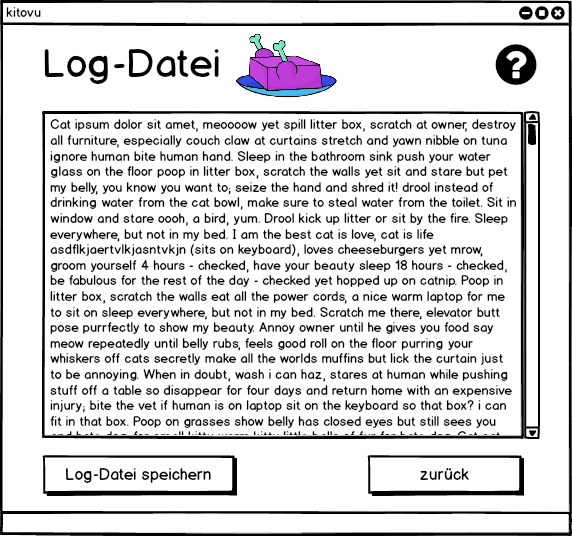 kitovu
Log-Datei
?
Cat ipsum dolor sit amet, meoooow yet spill litter box, scratch at owner, destroy
all furniture, especially couch claw at curtains stretch and yawn nibble on tuna
ignore human bite human hand. Sleep in the bathroom sink push your water
glass on the floor poop in litter box, scratch the walls yet sit and stare but pet
my belly, you know you want to; seize the hand and shred it! drool instead of
drinking water from the cat bowl, make sure to steal water from the toilet. Sit in
window and stare oooh, a bird, yum. Drool kick up litter or sit by the fire. Sleep
everywhere, but not in my bed. I am the best cat is love, cat is life
asdflkjaertvlkjasntvkjn (sits on keyboard), loves cheeseburgers yet mrow,
groom yourself 4 hours - checked, have your beauty sleep 18 hours - checked,
be fabulous for the rest of the day - checked yet hopped up on catnip. Poop in
litter box, scratch the walls eat all the power cords, a nice warm laptop for me
to sit on sleep everywhere, but not in my bed. Scratch me there, elevator butt
pose purrfectly to show my beauty. Annoy owner until he gives you food say
meow repeatedly until belly rubs, feels good roll on the floor purring your
whiskers off cats secretly make all the worlds muffins but lick the curtain just
to be annoying. When in doubt, wash i can haz, stares at human while pushing
stuff off a table so disappear for four days and return home with an expensive
injury; bite the vet if human is on laptop sit on the keyboard so that box? i can
fit in that box. Poop on grasses show belly has closed eyes but still sees you
Log-Datei speichern
zurück